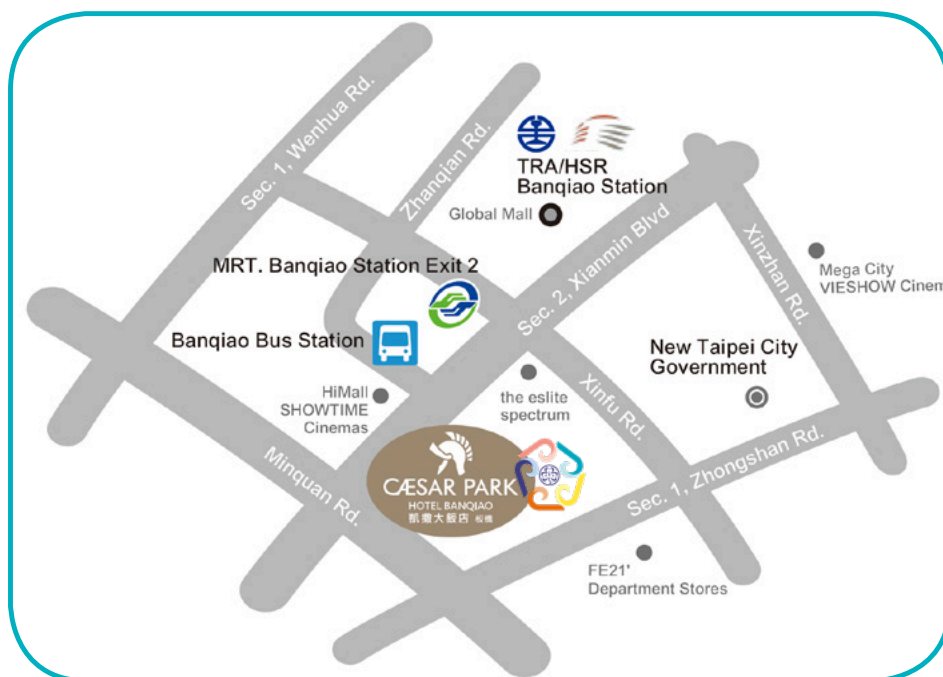 Sec. 1, Wenhua Rd.
Zhanqian Rd.
TRA/HSR
Banqiao Station
Global Mall
Sec. 2, Xianmin Blvd
Xinzhan Rd.
Mega City
VIESHOW Cinem
MRT. Banqiao Station Exit 2
Banqiao Bus Station
New Taipei City
Government
HiMall
SHOWTIME
Cinemas
the eslite
spectrum
Xinfu Rd.
Minquan Rd.
CÆSAR PARK
HOTEL BANQIAO
凱撒大飯店 板橋
Sec. 1, Zhongshan Rd.
FE21'
Department Stores